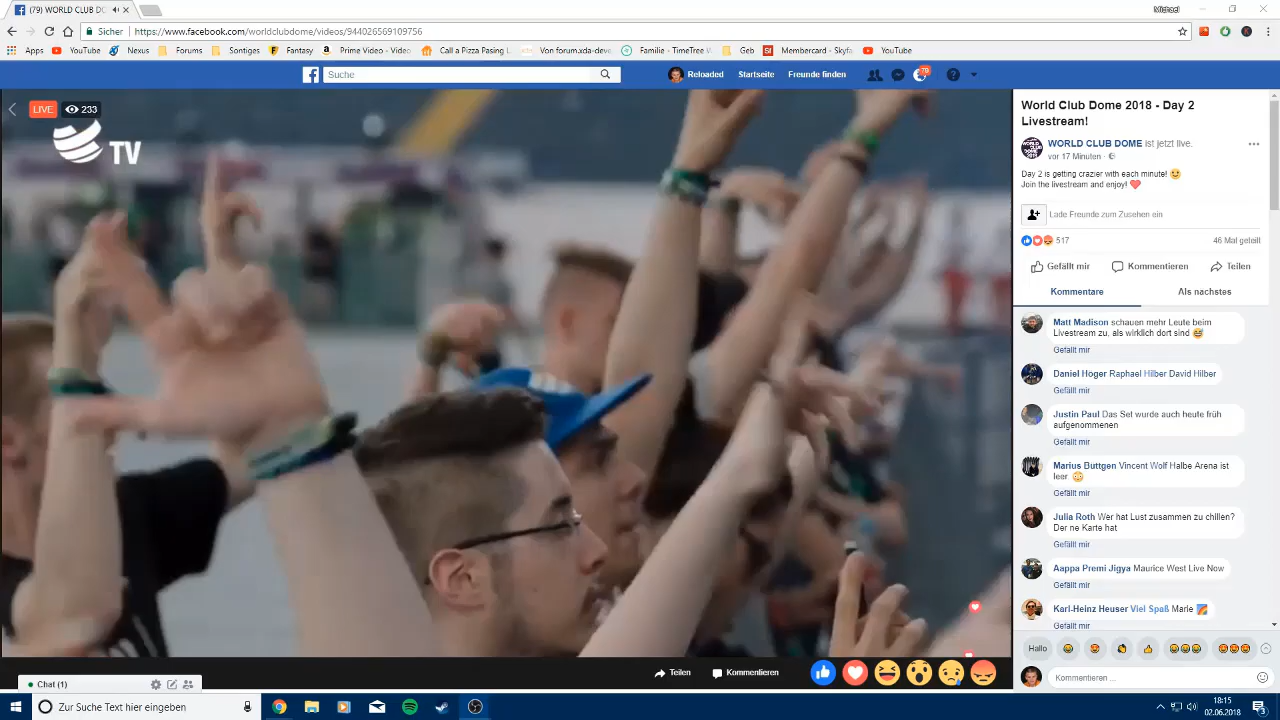 (79) WORLD CLUB DO
Michael
Sicher
https://www.facebook.com/worldclubdome/videos/944026569109756
Apps
YouTube
Nexus
Forums
Sontiges
Fantasy
Prime Video - Video
Call a Pizza Pasing L
Von forum.xda-deve
Familie - TimeTree W
Geb
Membercard - Skyfa
YouTube
Suche
Reloaded
Startseite
Freunde finden
79
LIVE
233
TV
World Club Dome 2018 - Day 2
Livestream!
WORLD CLUB DOME ist jetzt live.
vor 17 Minuten
Day 2 is getting crazier with each minute!
Join the livestream and enjoy!
Lade Freunde zum Zusehen ein
517
46 Mal geteilt
Gefällt mir
Kommentieren
Teilen
Kommentare
Als nächstes
Matt Madison schauen mehr Leute beim
Livestream zu, als wirklich dort sind
Gefällt mir
Daniel Hoger Raphael Hilber David Hilber
Gefällt mir
Justin Paul Das Set wurde auch heute früh
aufgenommenen
Gefällt mir
Marius Büttgen Vincent Wolf Halbe Arena ist
leer
Gefällt mir
Julia Roth Wer hat Lust zusammen zu chillen?
Der ne Karte hat
Gefällt mir
Aappa Premi Jigya Maurice West Live Now
Gefällt mir
Karl-Heinz Heuser Viel Spaß Marie
Gefällt mir
Hallo
Kommentieren ...
Teilen
Kommentieren
Chat (1)
Zur Suche Text hier eingeben
18:15
02.06.2018
3